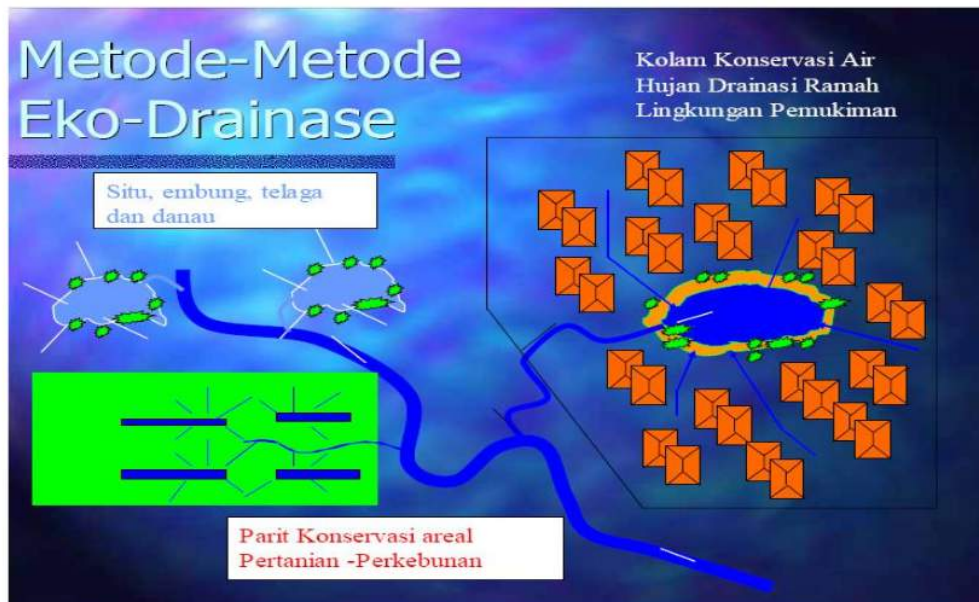 Metode-Metode
Eko-Drainase
Kolam Konservasi Air
Hujan Drainasi Ramah
Lingkungan Pemukiman
Situ, embung, telaga
dan danau
Parit Konservasi areal
Pertanian -Perkebunan